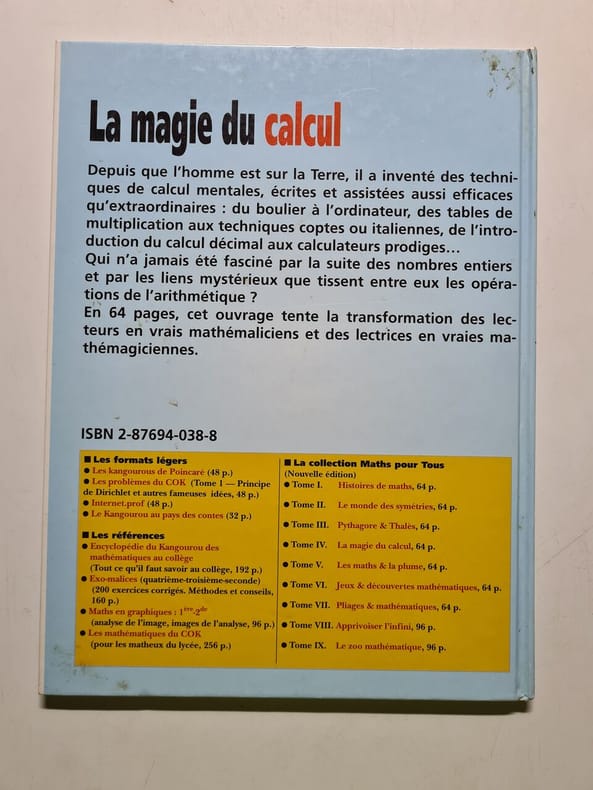 La magie du calcul
Depuis que l'homme est sur la Terre, il a inventé des techni-
ques de calcul mentales, écrites et assistées aussi efficaces
qu'extraordinaires : du boulier à l'ordinateur, des tables de
multiplication aux techniques coptes ou italiennes, de l'intro-
duction du calcul décimal aux calculateurs prodiges...
Qui n'a jamais été fasciné par la suite des nombres entiers
et par les liens mystérieux que tissent entre eux les opéra-
tions de l'arithmétique ?
En 64 pages, cet ouvrage tente la transformation des lec-
teurs en vrais mathémaliciens et des lectrices en vraies ma-
thémagiciennes.
ISBN 2-87694-038-8
■ Les formats légers
● Les kangourous de Poincaré (48 p.)
● Les problèmes du COK (Tome 1 — Principe
de Dirichlet et autres fameuses idées, 48 p.)
● Internet.prof (48 p.)
● Le Kangourou au pays des contes (32 p.)
■ Les références
● Encyclopédie du Kangourou des
mathématiques au collège
(Tout ce qu'il faut savoir au collège, 192 p.)
● Exo-malices (quatrième-troisième-seconde)
(200 exercices corrigés. Méthodes et conseils,
160 p.)
● Maths en graphiques : 1ère-2de
(analyse de l'image, images de l'analyse, 96 p.)
● Les mathématiques du COK
(pour les matheux du lycée, 256 p.)
■ La collection Maths pour Tous
(Nouvelle édition)
● Tome I. Histoires de maths, 64 p.
● Tome II. Le monde des symétries, 64 p.
● Tome III. Pythagore & Thalès, 64 p.
● Tome IV. La magie du calcul, 64 p.
● Tome V. Les maths & la plume, 64 p.
● Tome VI. Jeux & découvertes mathématiques, 64 p.
● Tome VII. Pliages & mathématiques, 64 p.
● Tome VIII. Apprivoiser l'infini, 96 p.
● Tome IX. Le zoo mathématique, 96 p.